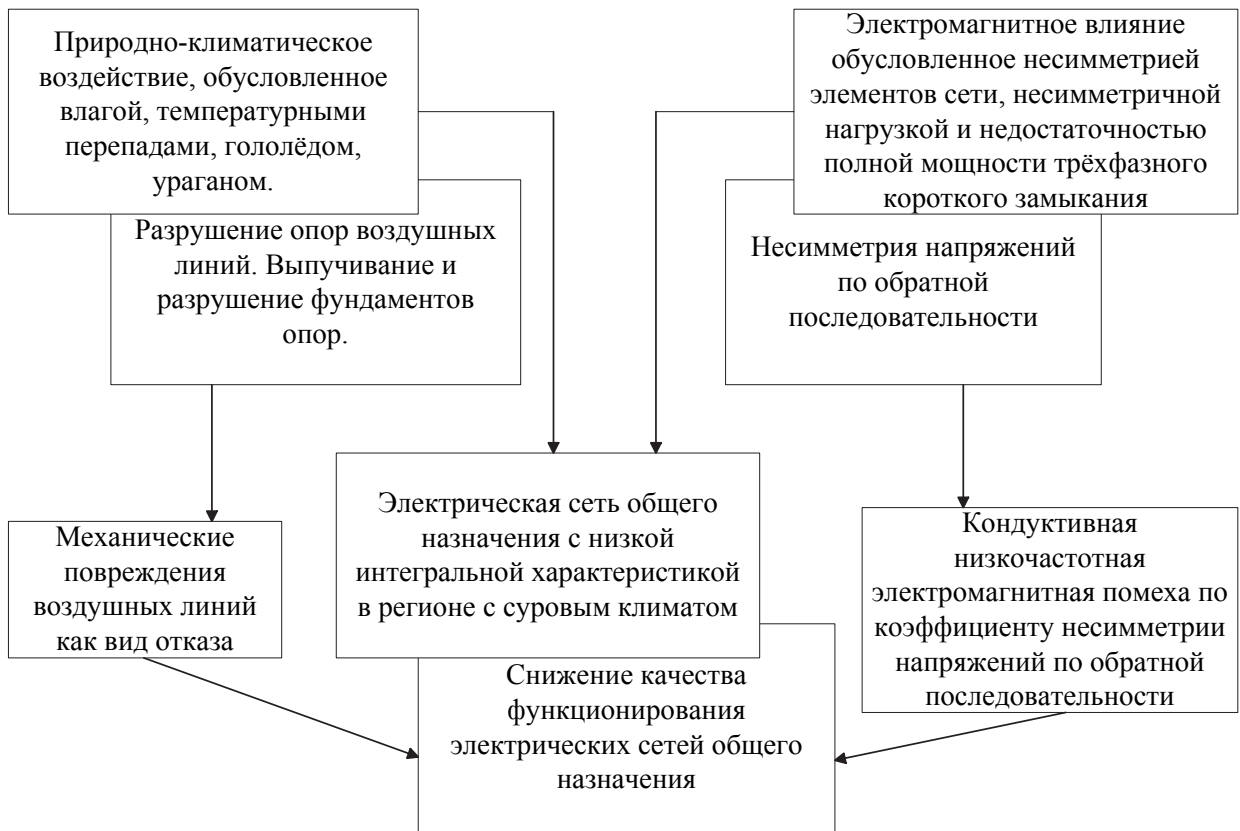 Природно-климатическое
воздействие, обусловленное
влагой, температурными
перепадами, гололёдом,
ураганом.
Электромагнитное влияние
обусловленное несимметрией
элементов сети, несимметричной
нагрузкой и недостаточностью
полной мощности трёхфазного
короткого замыкания
Разрушение опор воздушных
линий. Выпучивание и
разрушение фундаментов
опор.
Несимметрия напряжений
по обратной
последовательности
Механические
повреждения
воздушных линий
как вид отказа
Электрическая сеть общего
назначения с низкой
интегральной характеристикой
в регионе с суровым климатом
Кондуктивная
низкочастотная
электромагнитная помеха по
коэффициенту несимметрии
напряжений по обратной
последовательности
Снижение качества
функционирования
электрических сетей общего
назначения